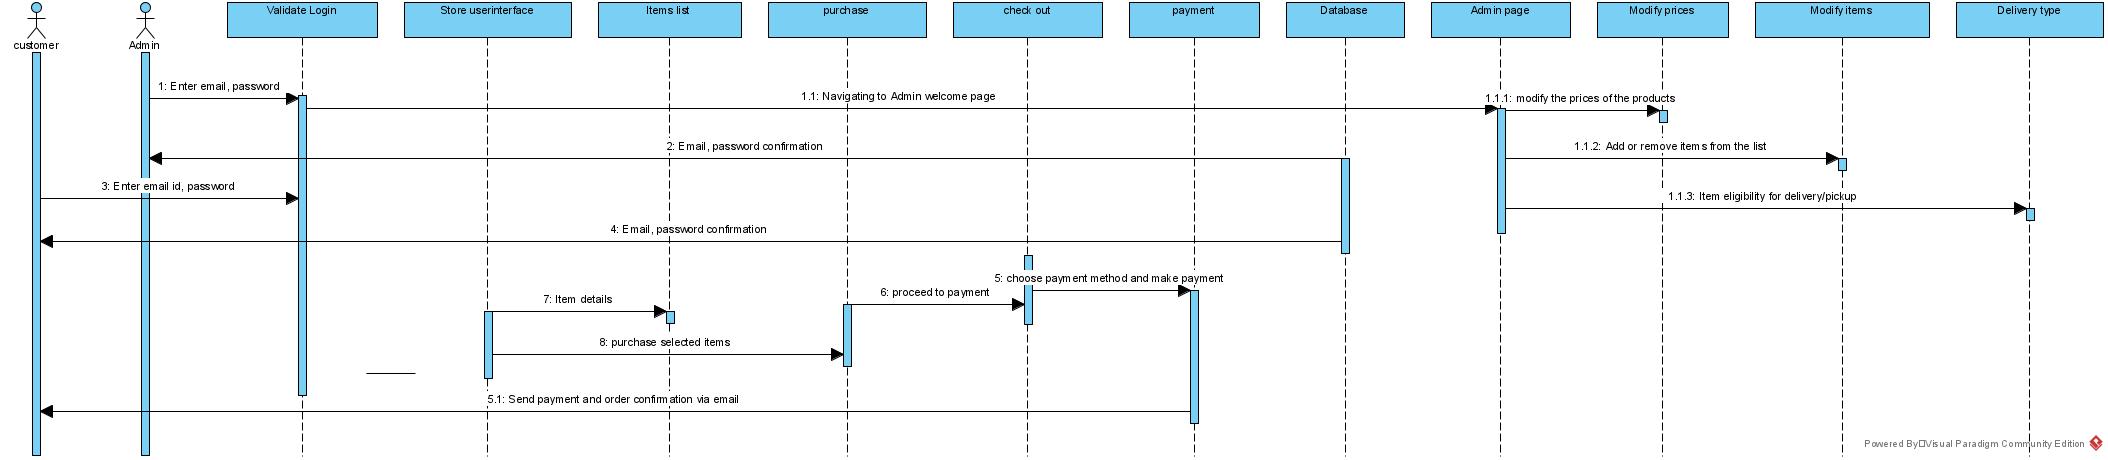 Validate Login
Store userinterface
Items list
purchase
check out
payment
Database
Admin page
Modify prices
Modify items
Delivery type
customer
Admin
1: Enter email, password
1.1: Navigating to Admin welcome page
1.1.1: modify the prices of the products
2: Email, password confirmation
1.1.2: Add or remove items from the list
3: Enter email id, password
1.1.3: Item eligibility for delivery/pickup
4: Email, password confirmation
5: choose payment method and make payment
6: proceed to payment
7: Item details
8: purchase selected items
5.1: Send payment and order confirmation via email
Powered By Visual Paradigm Community Edition